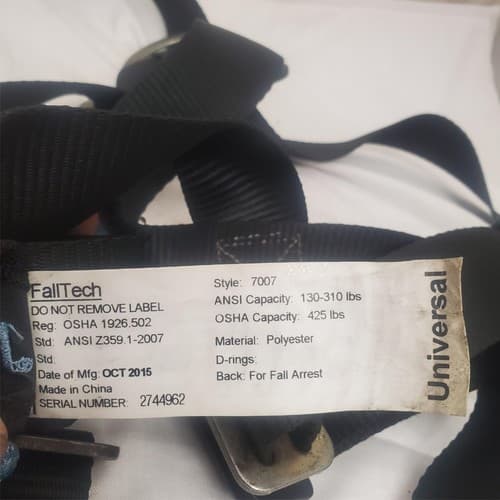 FallTech
DO NOT REMOVE LABEL
Reg: OSHA 1926.502
Std: ANSI Z359.1-2007
Std:
Date of Mfg: OCT 2015
Made in China
SERIAL NUMBER: 2744962
Style: 7007
ANSI Capacity: 130-310 lbs
OSHA Capacity: 425 lbs
Material: Polyester
D-rings:
Back: For Fall Arrest
Universal